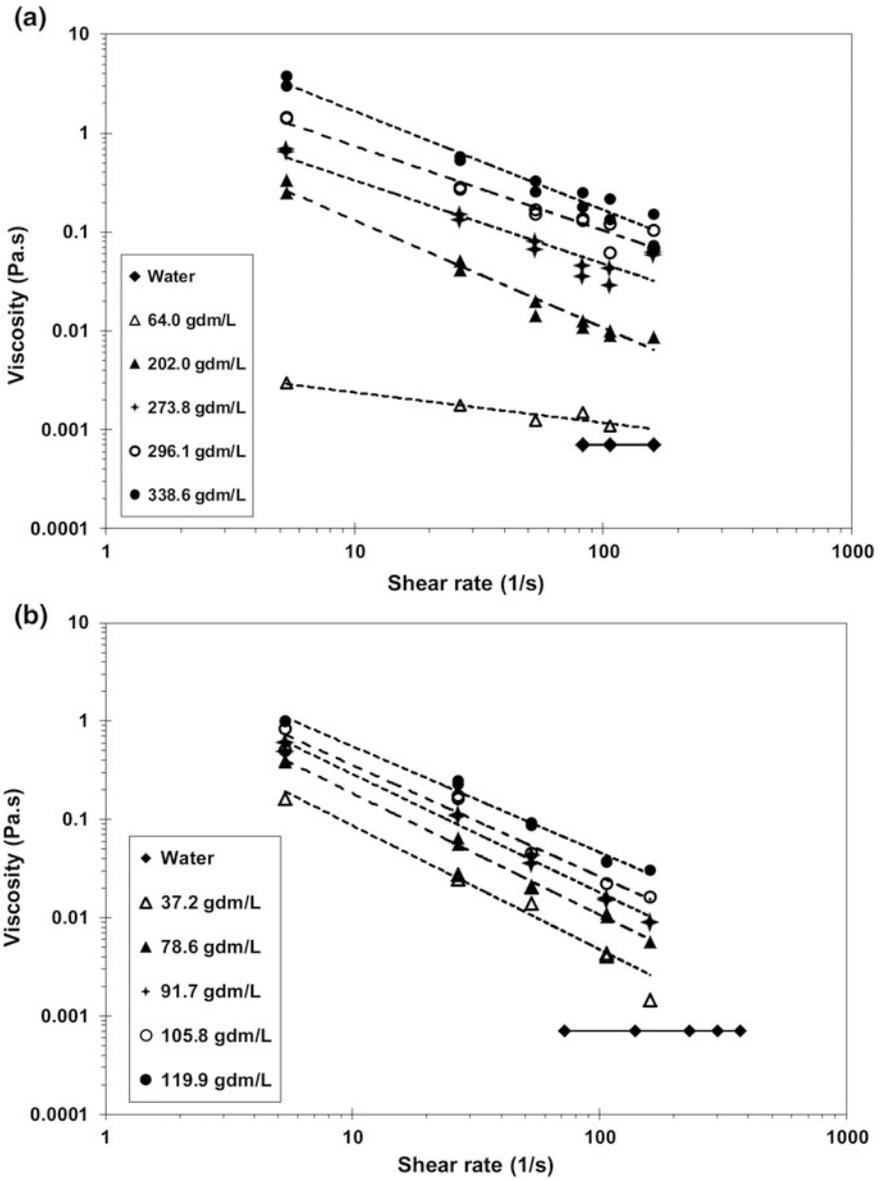 (a)
10
1
0.1
0.01
0.001
0.0001
Viscosity (Pa.s)
Water
64.0 gdm/L
202.0 gdm/L
273.8 gdm/L
296.1 gdm/L
338.6 gdm/L
1 10 100 1000
Shear rate (1/s)
(b)
10
1
0.1
0.01
0.001
0.0001
Viscosity (Pa.s)
Water
37.2 gdm/L
78.6 gdm/L
91.7 gdm/L
105.8 gdm/L
119.9 gdm/L
1 10 100 1000
Shear rate (1/s)